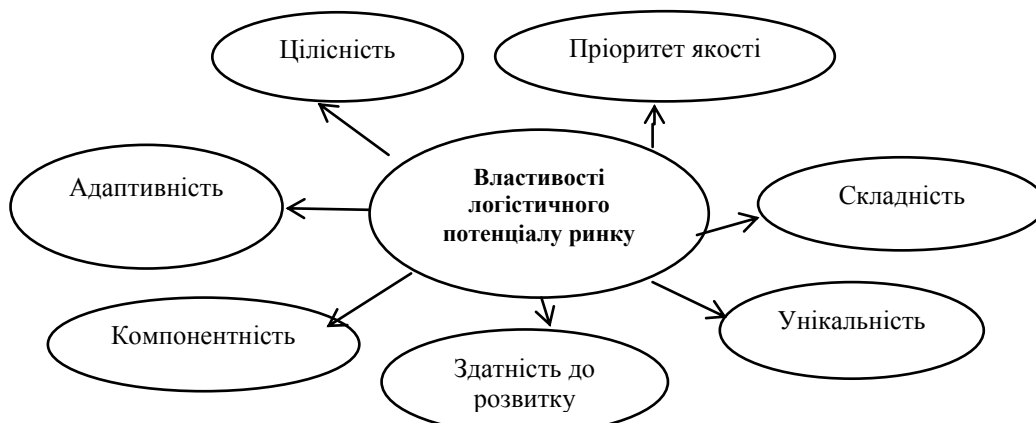 Цілісність
Пріоритет якості
Адаптивність
Властивості
логістичного
потенціалу ринку
Складність
Компонентність
Унікальність
Здатність до
розвитку